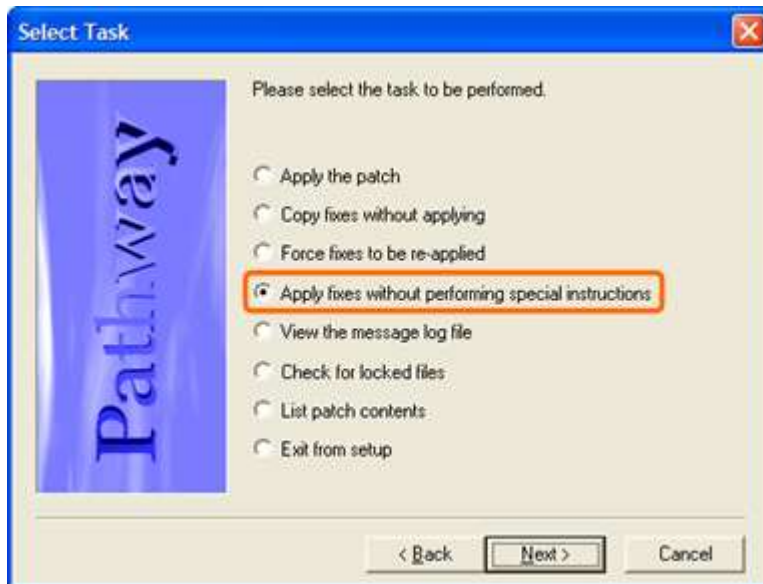 Select Task
Please select the task to be performed.
Pathway
Apply the patch
Copy fixes without applying
Force fixes to be re-applied
Apply fixes without performing special instructions
View the message log file
Check for locked files
List patch contents
Exit from setup
< Back
Next >
Cancel